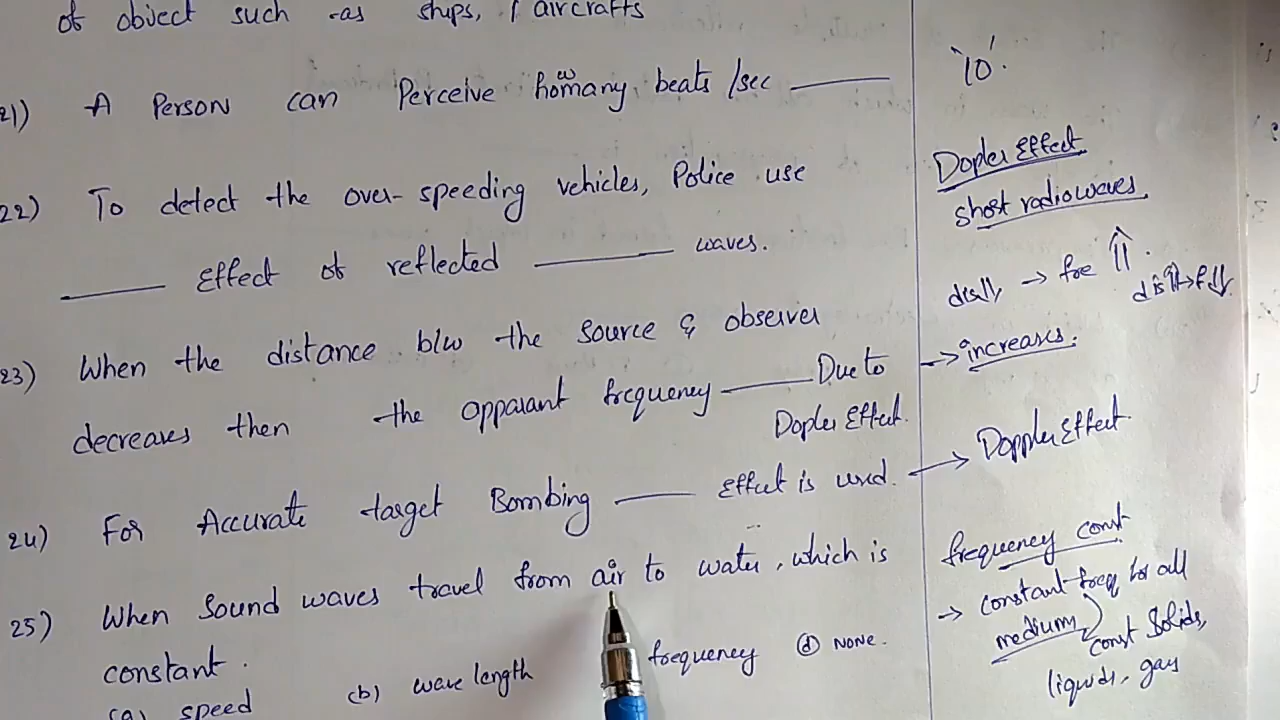 of object such as ships, / aircrafts
21) A Person can Perceive howmany beats /sec ______
'10'.
22) To detect the over-speeding vehicles, Police use
______ Effect of reflected ______ waves.
Dopler Effect
short radiowaves.
23) When the distance b/w the source & observer
decreases then the apparant frequency ______ Due to
Dopler Effect.
dis↓↓ → fre ↑↑.
dis↑↑→f↓↓
→ increases.
24) For Accurate target Bombing ______ Effect is used.
→ Doppler Effect
25) When Sound waves travel from air to water, which is
constant.
(a) speed (b) wave length frequency (d) NONE.
frequency const
→ constant freq for all
medium
const Solids,
liquids, gas